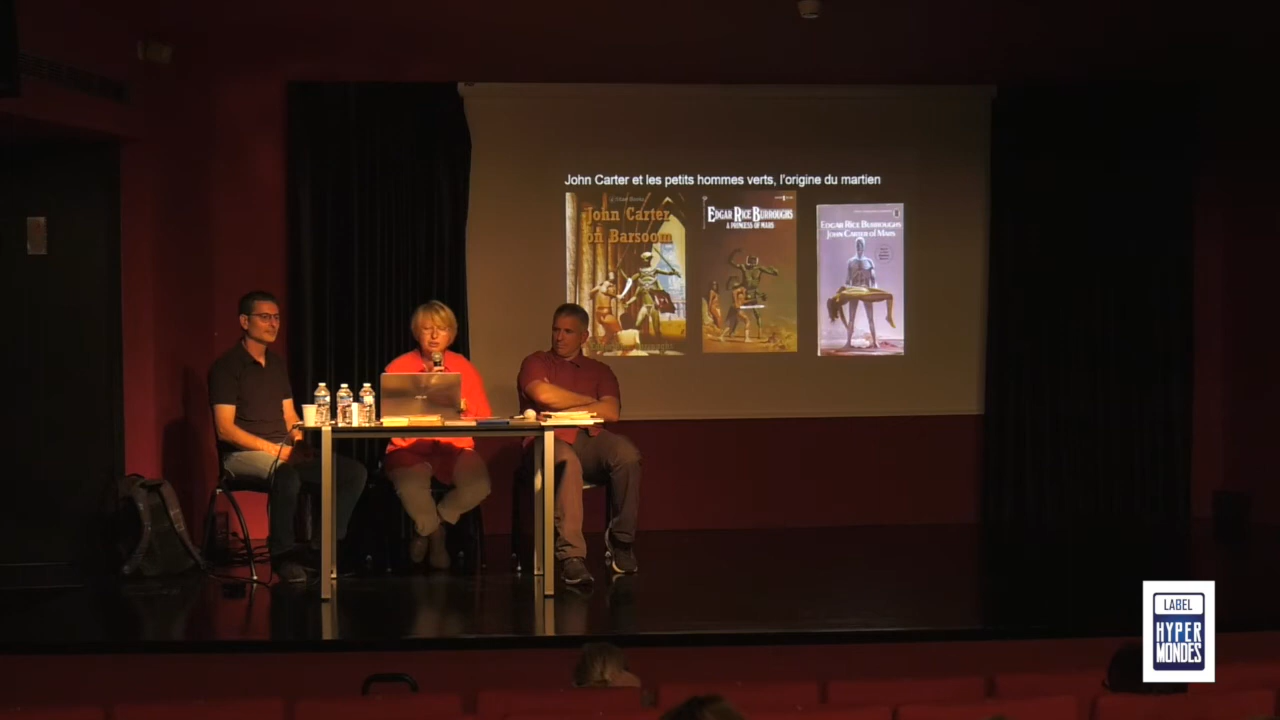 John Carter et les petits hommes verts, l'origine du martien
John Carter
on Barsoom
EDGAR RICE BURROUGHS
A PRINCESS OF MARS
EDGAR RICE BURROUGHS
JOHN CARTER OF MARS
LABEL
HYPER
MONDES